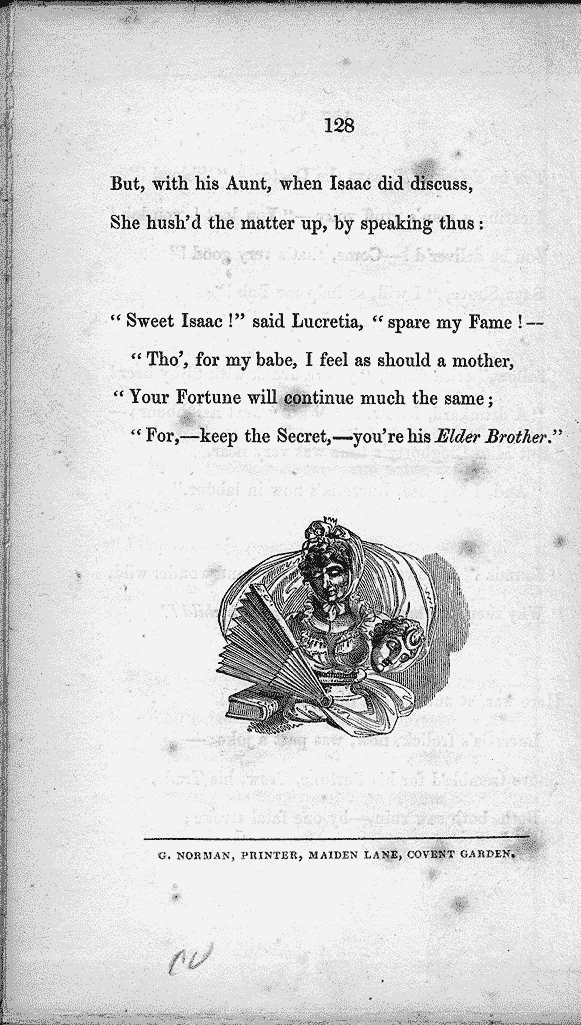 128
But, with his Aunt, when Isaac did discuss,
She hush'd the matter up, by speaking thus:
“ Sweet Isaac !” said Lucretia, “ spare my Fame ! —
“ Tho’, for my babe, I feel as should a mother,
“ Your Fortune will continue much the same ;
“ For,—keep the Secret,—you’re his Elder Brother.”
G. NORMAN, PRINTER, MAIDEN LANE, COVENT GARDEN.